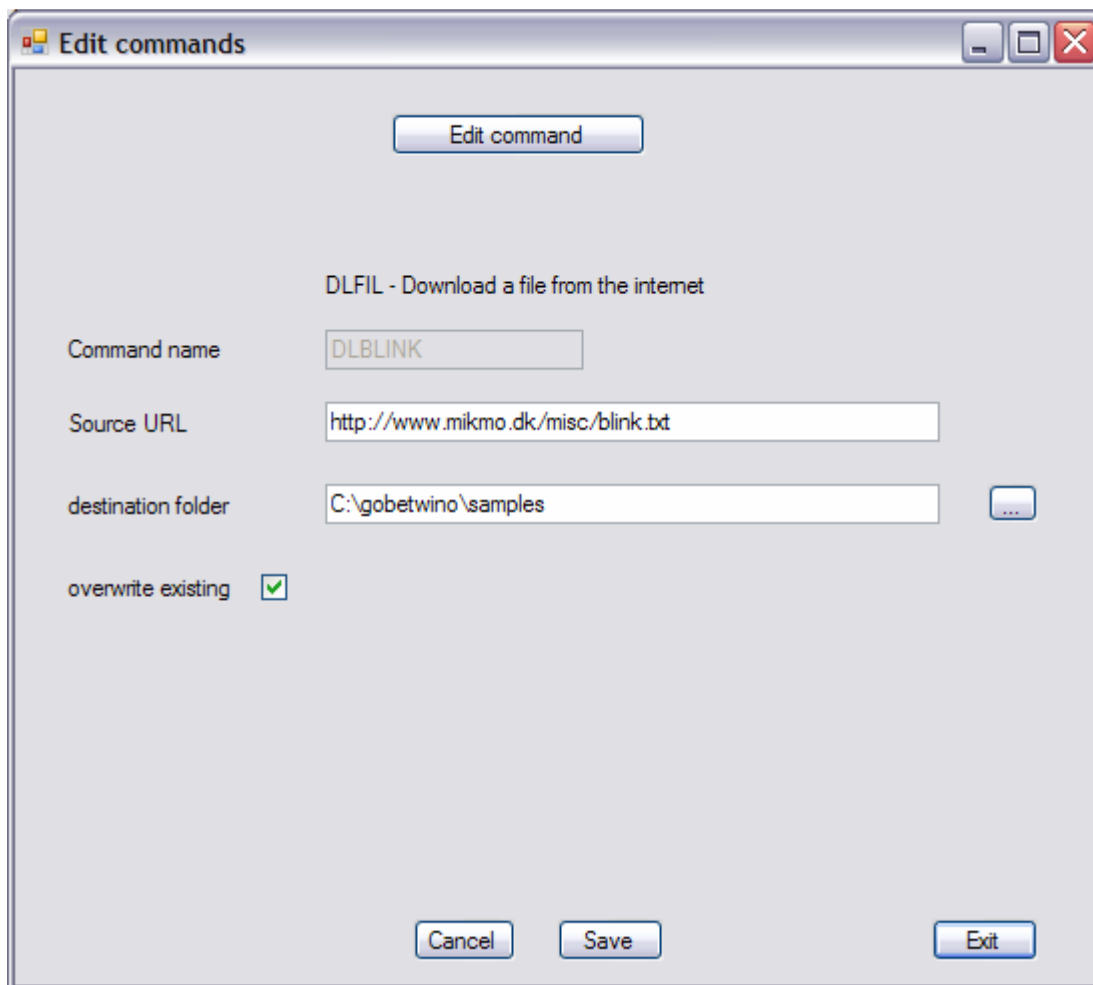 Edit commands
Edit command
DLFIL - Download a file from the internet
Command name DLBLINK
Source URL http://www.mikmo.dk/misc/blink.txt
destination folder C:\gobetwino\samples ...
overwrite existing
Cancel Save Exit